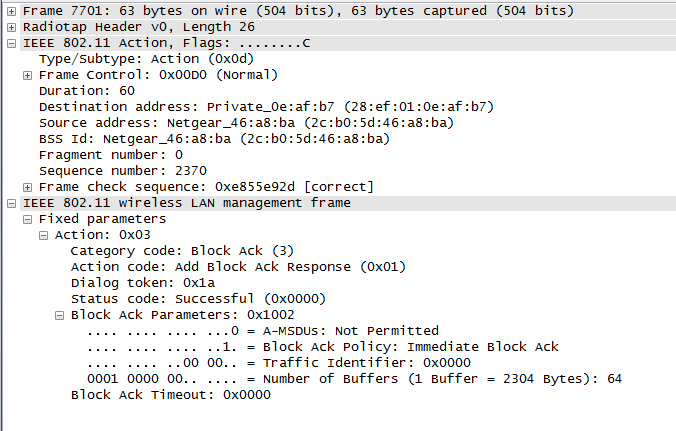 Frame 7701: 63 bytes on wire (504 bits), 63 bytes captured (504 bits)
Radiotap Header v0, Length 26
IEEE 802.11 Action, Flags: ........C
Type/Subtype: Action (0x0d)
Frame Control: 0x00D0 (Normal)
Duration: 60
Destination address: Private_0e:af:b7 (28:ef:01:0e:af:b7)
Source address: Netgear_46:a8:ba (2c:b0:5d:46:a8:ba)
BSS Id: Netgear_46:a8:ba (2c:b0:5d:46:a8:ba)
Fragment number: 0
Sequence number: 2370
Frame check sequence: 0xe855e92d [correct]
IEEE 802.11 wireless LAN management frame
Fixed parameters
Action: 0x03
Category code: Block Ack (3)
Action code: Add Block Ack Response (0x01)
Dialog token: 0x1a
Status code: Successful (0x0000)
Block Ack Parameters: 0x1002
.... .... .... ...0 = A-MSDUs: Not Permitted
.... .... .... ..1. = Block Ack Policy: Immediate Block Ack
.... .... ..00 00.. = Traffic Identifier: 0x0000
0001 0000 00.. .... = Number of Buffers (1 Buffer = 2304 Bytes): 64
Block Ack Timeout: 0x0000